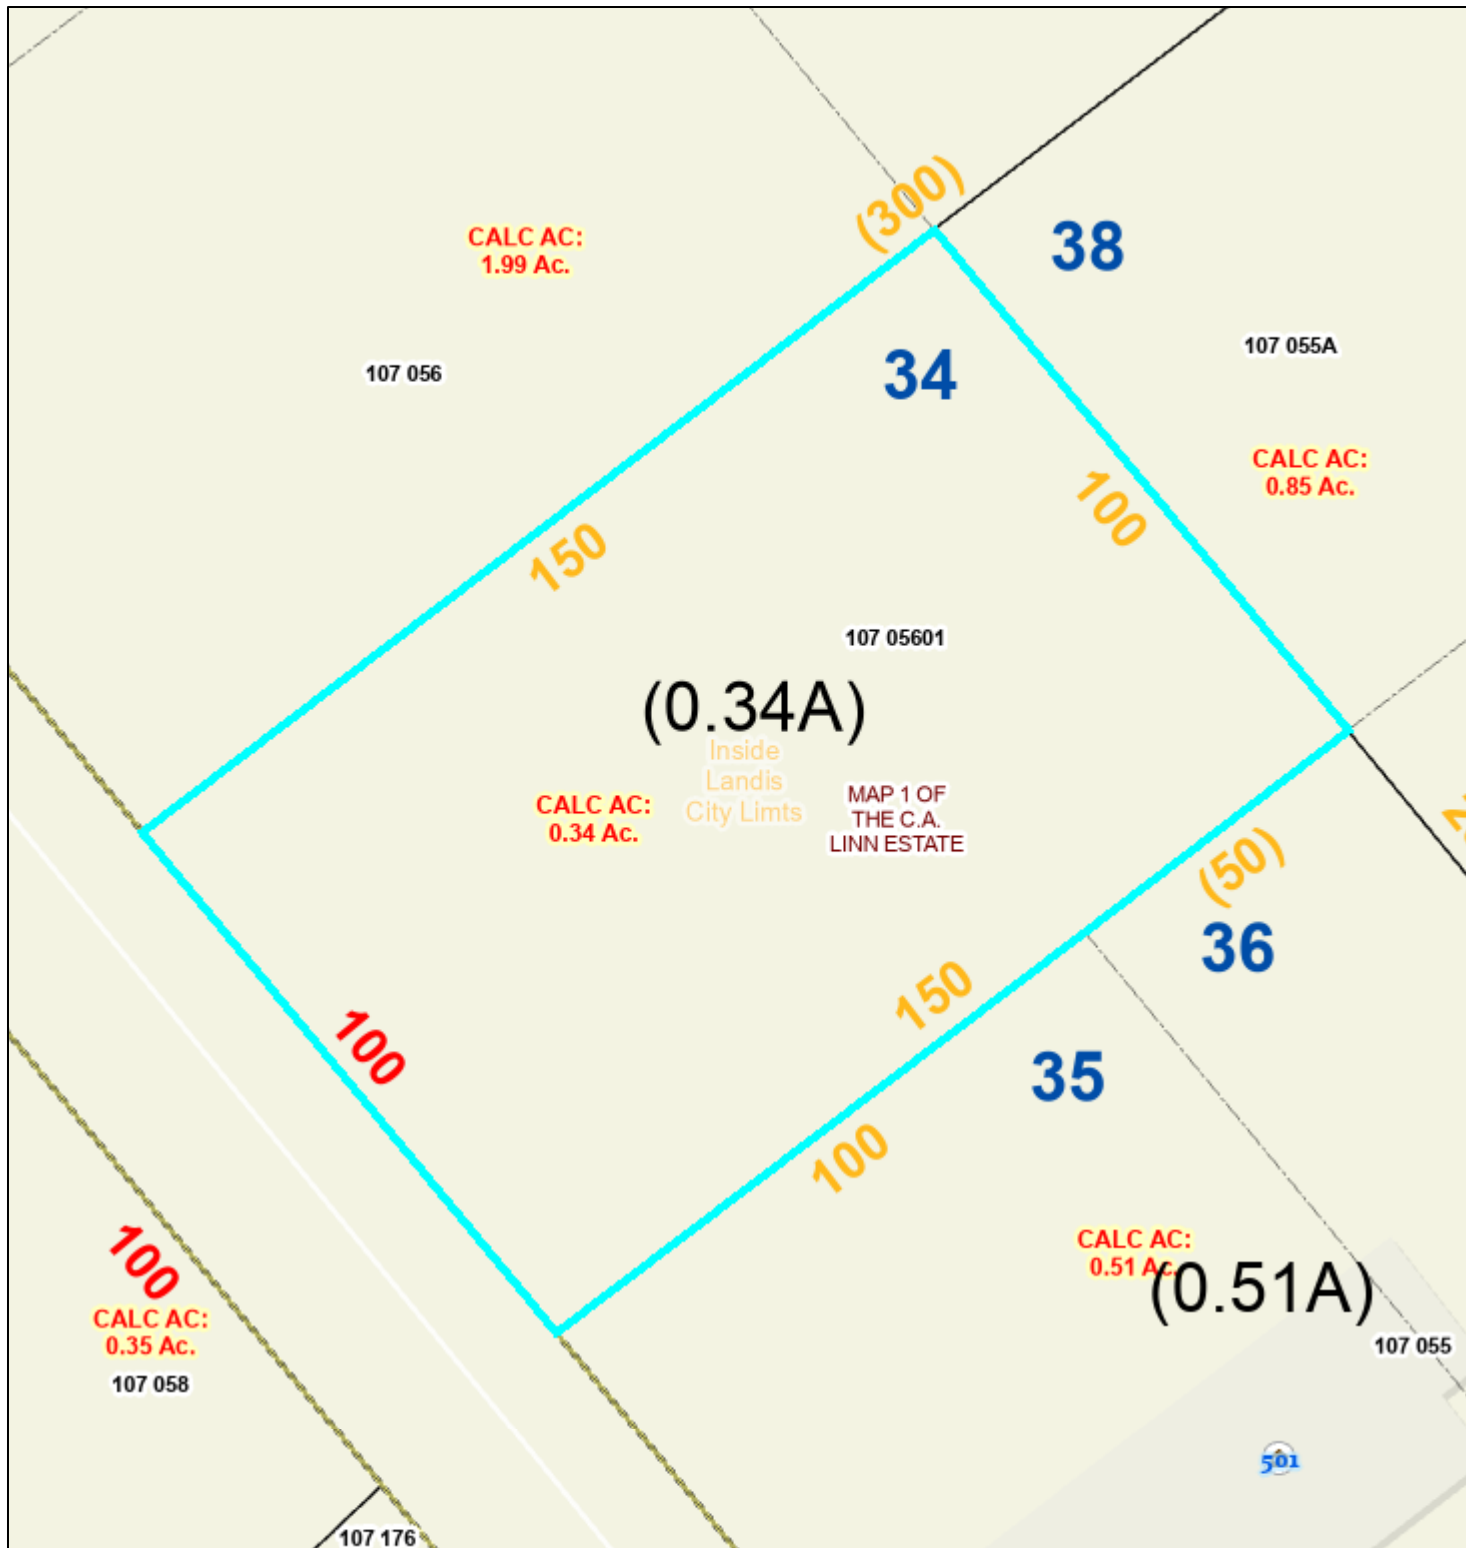 (300)
38
CALC AC:
1.99 Ac.
107 056
34
107 055A
CALC AC:
0.85 Ac.
100
150
107 05601
(0.34A)
Inside
Landis
City Limts
CALC AC:
0.34 Ac.
MAP 1 OF
THE C.A.
LINN ESTATE
(50)
36
150
100
35
100
100
CALC AC:
0.35 Ac.
107 058
CALC AC:
0.51 Ac.
(0.51A)
107 055
501
107 176